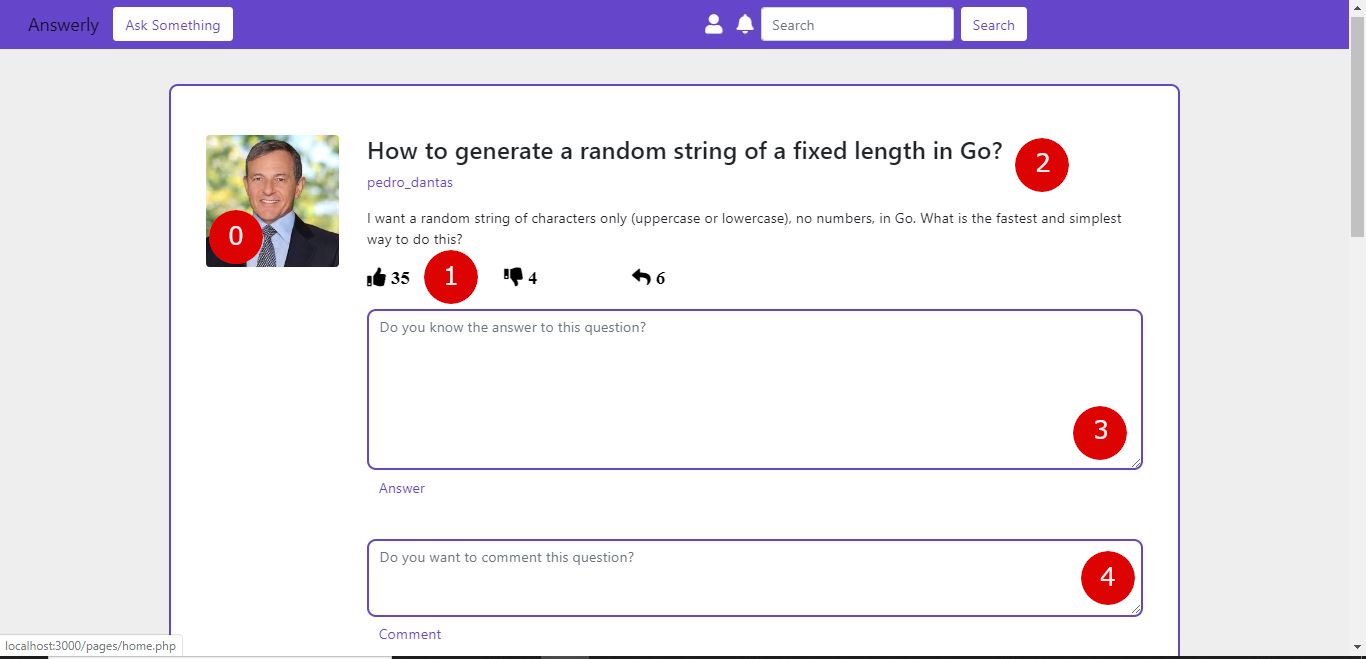 Answerly Ask Something Search Search
How to generate a random string of a fixed length in Go?
2
pedro_dantas
I want a random string of characters only (uppercase or lowercase), no numbers, in Go. What is the fastest and simplest
way to do this?
0
35 1 4 6
Do you know the answer to this question?
3
Answer
Do you want to comment this question?
4
Comment
localhost:3000/pages/home.php